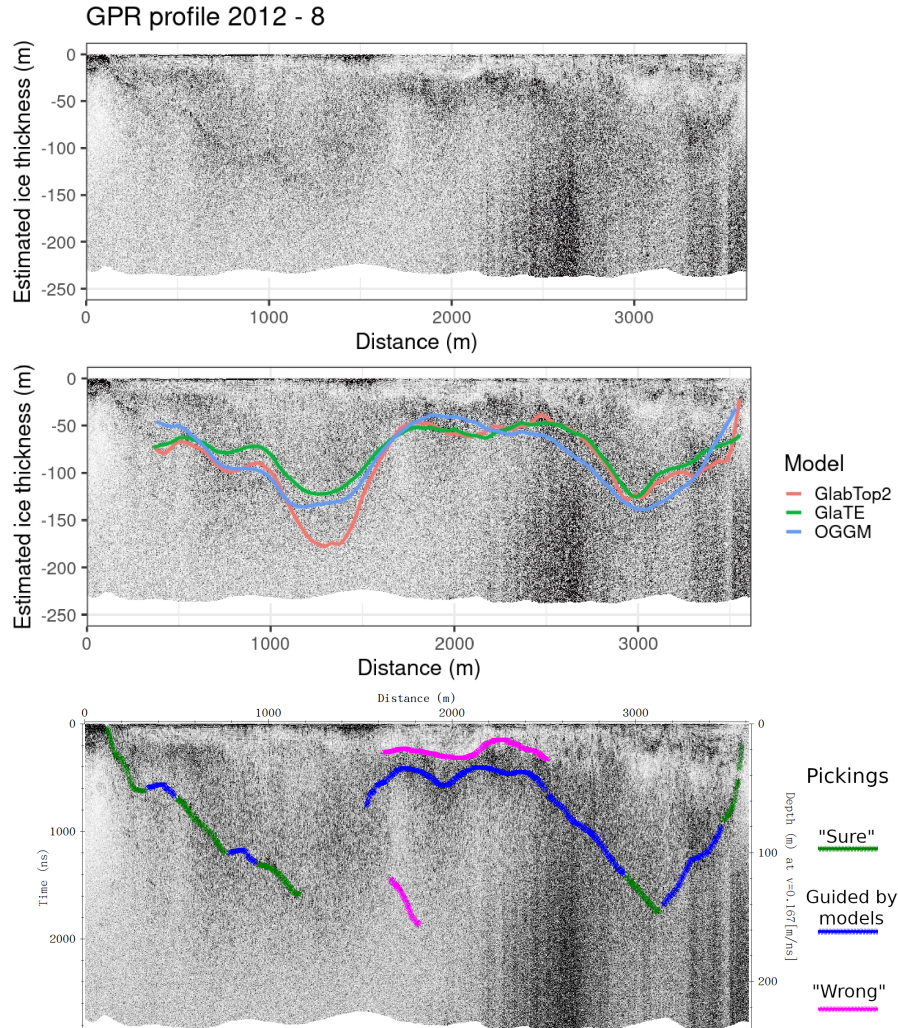 GPR profile 2012 - 8
Estimated ice thickness (m)
0
-50
-100
-150
-200
-250
0 1000 2000 3000
Distance (m)
Estimated ice thickness (m)
0
-50
-100
-150
-200
-250
0 1000 2000 3000
Distance (m)
Model
GlabTop2
GlaTE
OGGM
Distance (m)
0 1000 2000 3000
Time (ns)
0
1000
2000
0
100
200
Depth (m) at v=0.167[m/ns]
Pickings
"Sure"
Guided by
models
"Wrong"